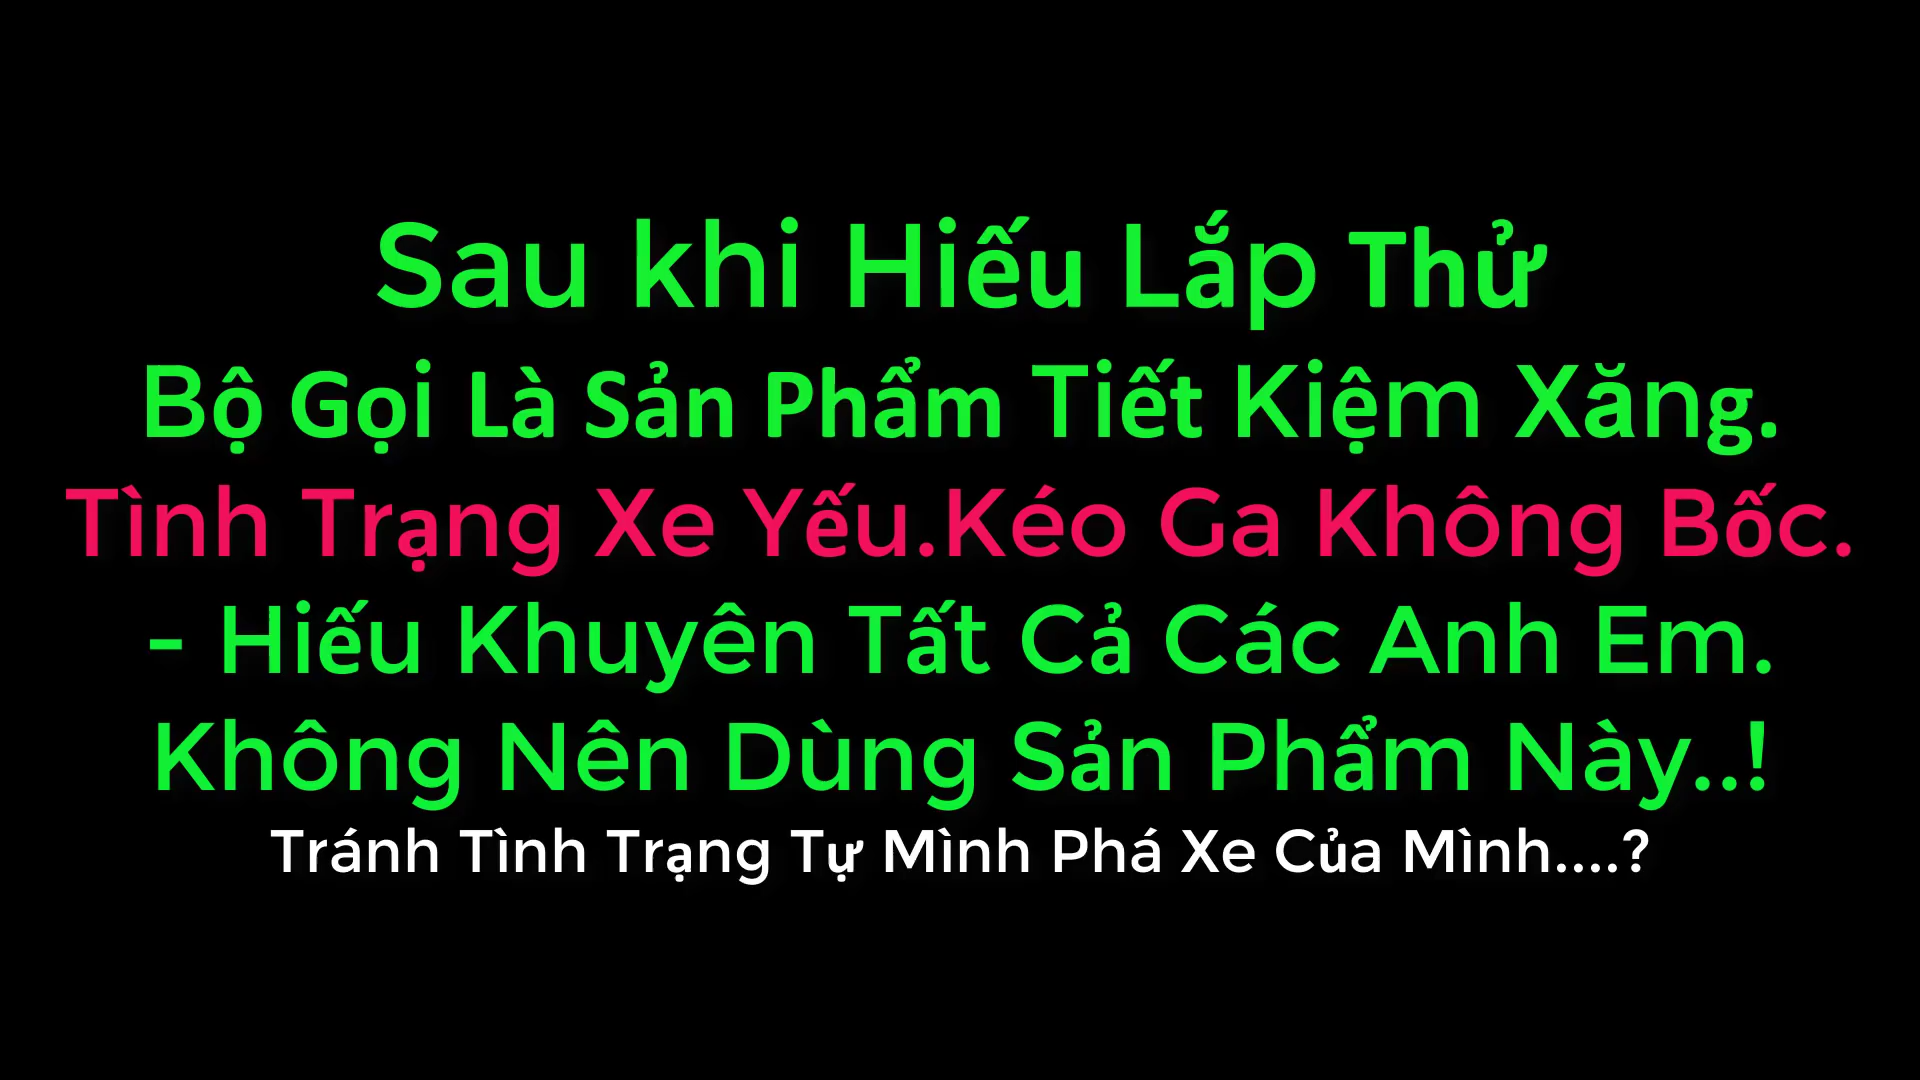 Sau khi Hiếu Lắp Thử
Bộ Gọi Là Sản Phẩm Tiết Kiệm Xăng.
Tình Trạng Xe Yếu.Kéo Ga Không Bốc.
- Hiếu Khuyên Tất Cả Các Anh Em.
Không Nên Dùng Sản Phẩm Này..!
Tránh Tình Trạng Tự Mình Phá Xe Của Mình....?